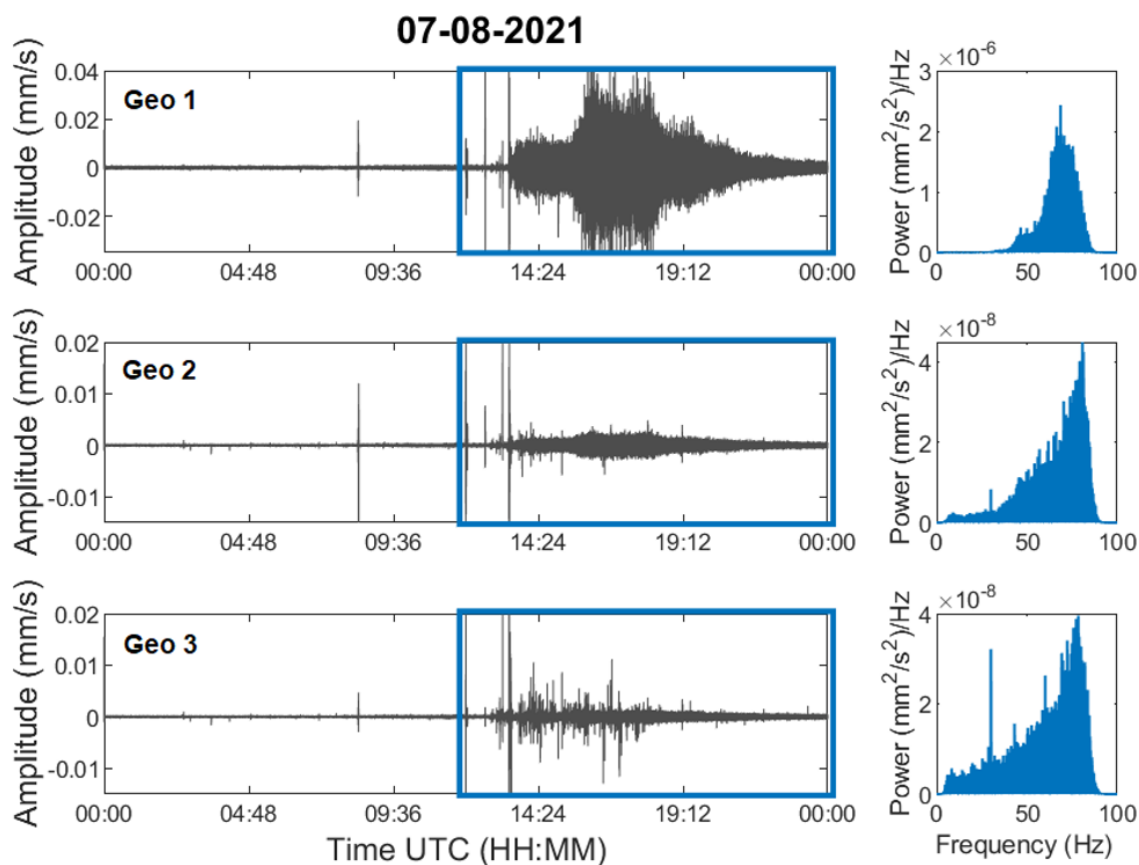 07-08-2021
Amplitude (mm/s)
0.04
0.02
0
-0.02
Geo 1
00:00 04:48 09:36 14:24 19:12 00:00
Power (mm²/s²)/Hz
×10⁻⁶
3
2
1
0
0 50 100
Amplitude (mm/s)
0.02
0.01
0
-0.01
Geo 2
00:00 04:48 09:36 14:24 19:12 00:00
Power (mm²/s²)/Hz
×10⁻⁸
4
2
0
0 50 100
Amplitude (mm/s)
0.02
0.01
0
-0.01
Geo 3
00:00 04:48 09:36 14:24 19:12 00:00
Time UTC (HH:MM)
Power (mm²/s²)/Hz
×10⁻⁸
4
2
0
0 50 100
Frequency (Hz)